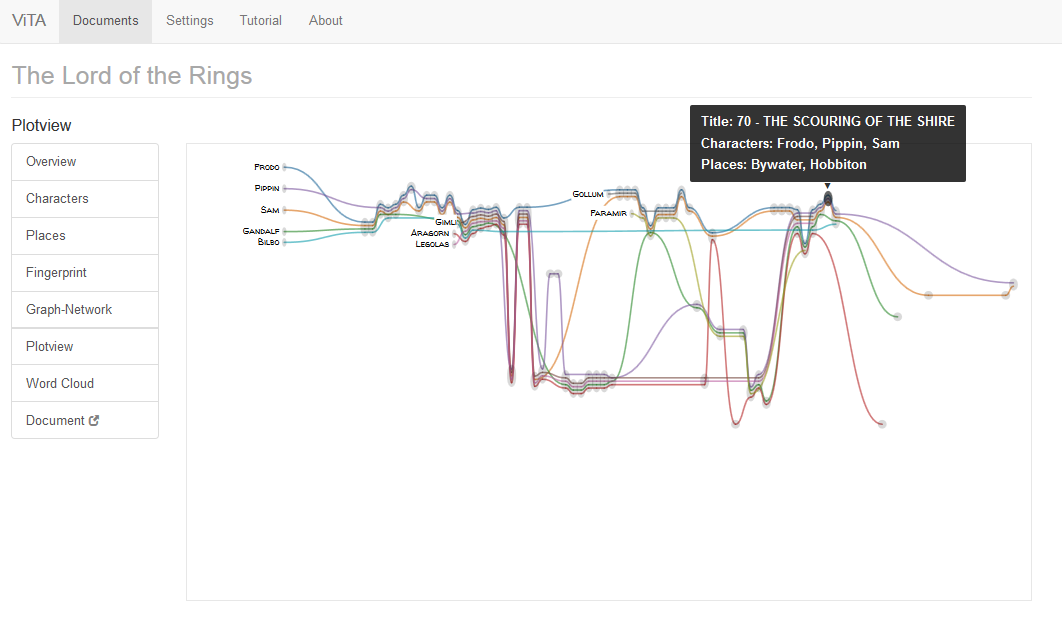 ViTA Documents Settings Tutorial About
The Lord of the Rings
Plotview
Overview
Characters
Places
Fingerprint
Graph-Network
Plotview
Word Cloud
Document
Title: 70 - THE SCOURING OF THE SHIRE
Characters: Frodo, Pippin, Sam
Places: Bywater, Hobbiton
Frodo
Pippin
Sam
Gandalf
Bilbo
Gimli
Aragorn
Legolas
Gollum
Faramir